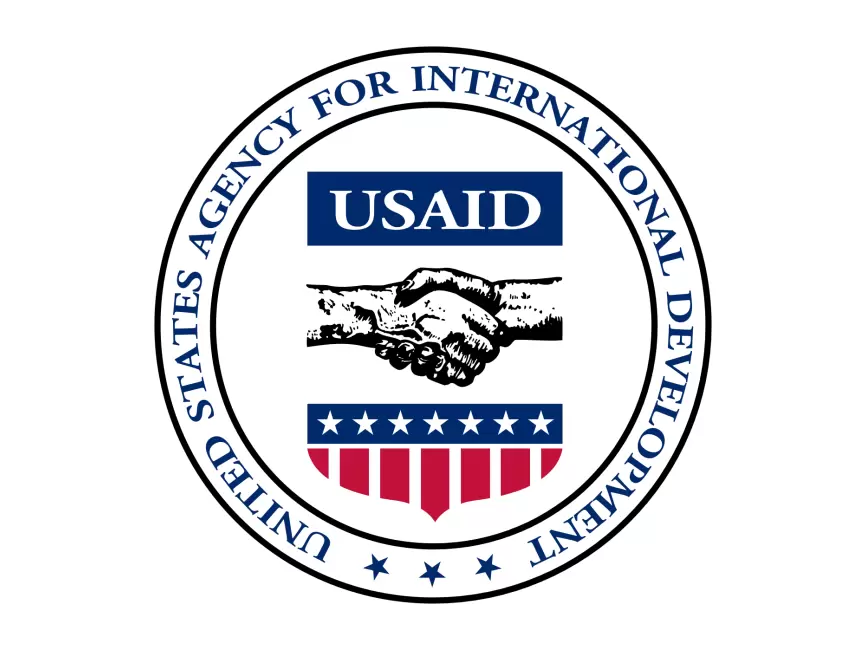 UNITED STATES AGENCY FOR INTERNATIONAL DEVELOPMENT
USAID